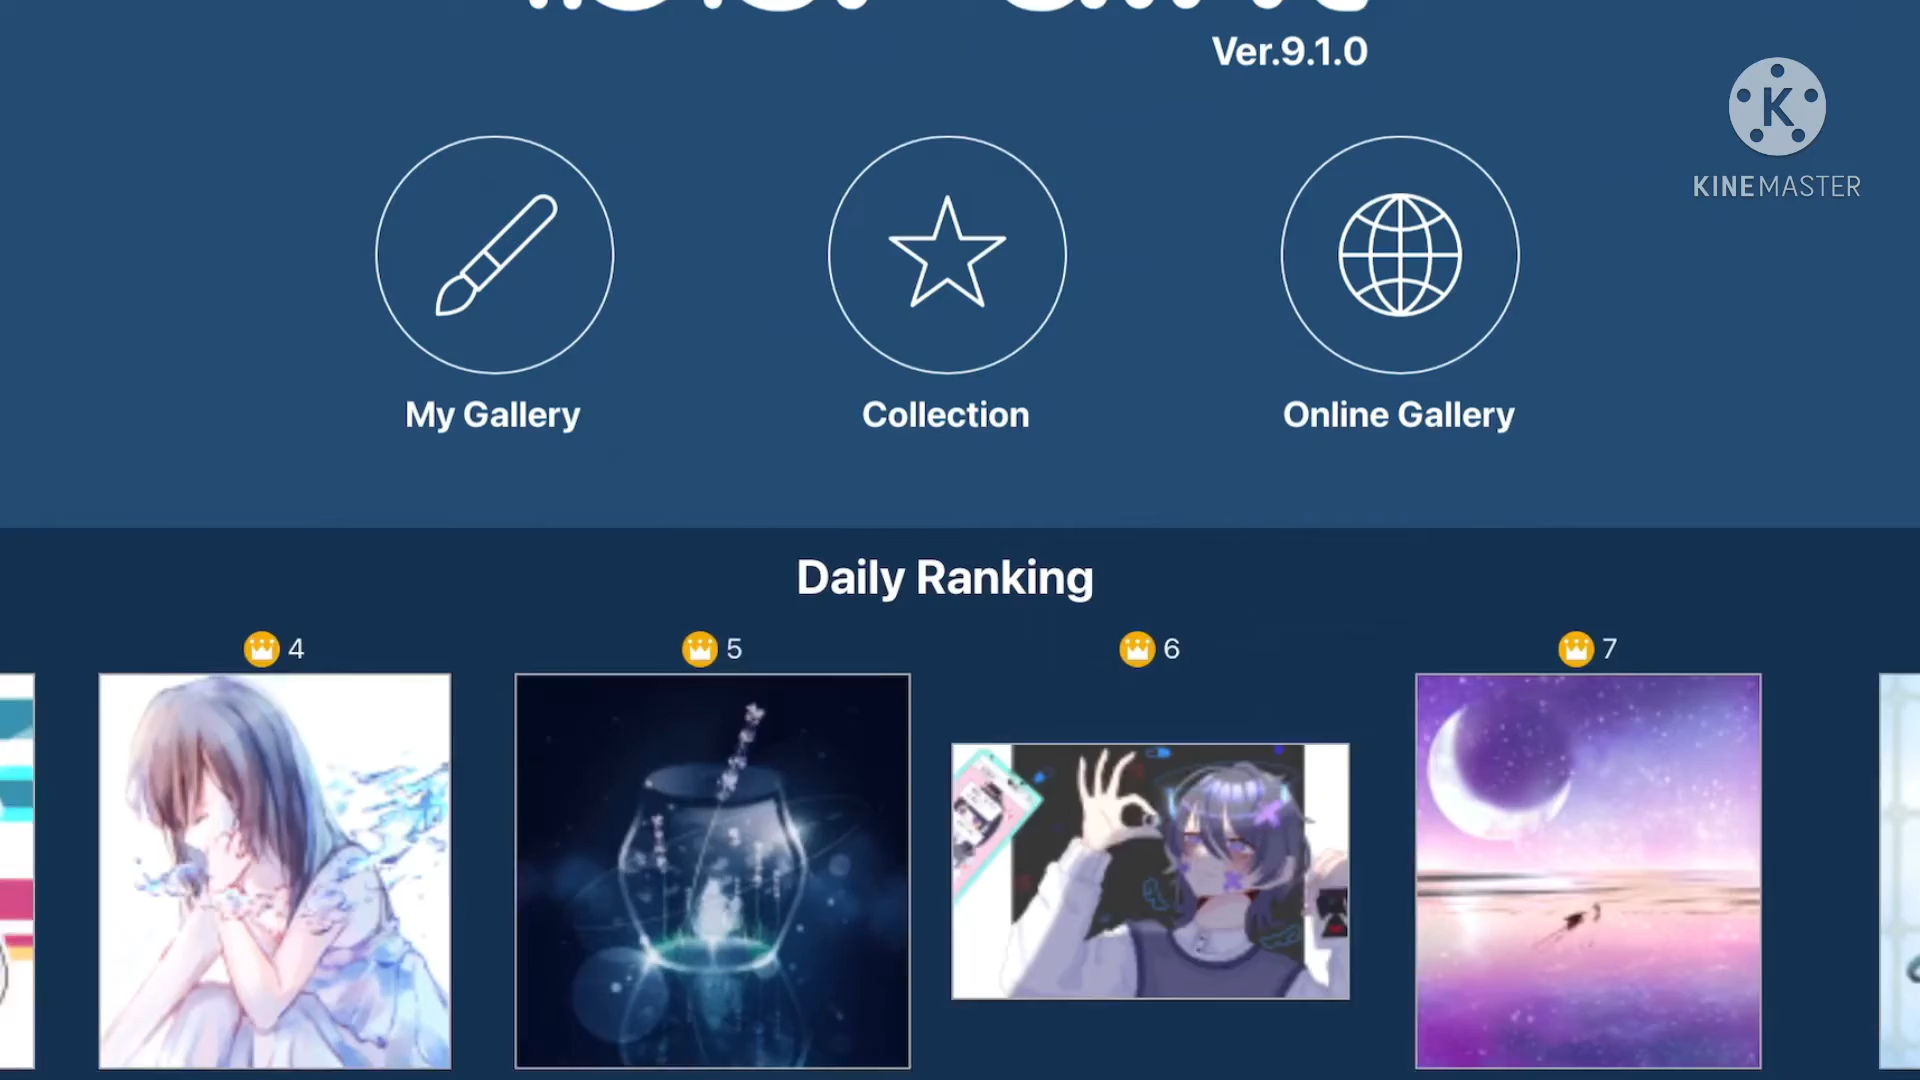 Ver.9.1.0
K
KINEMASTER
My Gallery
Collection
Online Gallery
Daily Ranking
4
5
6
7